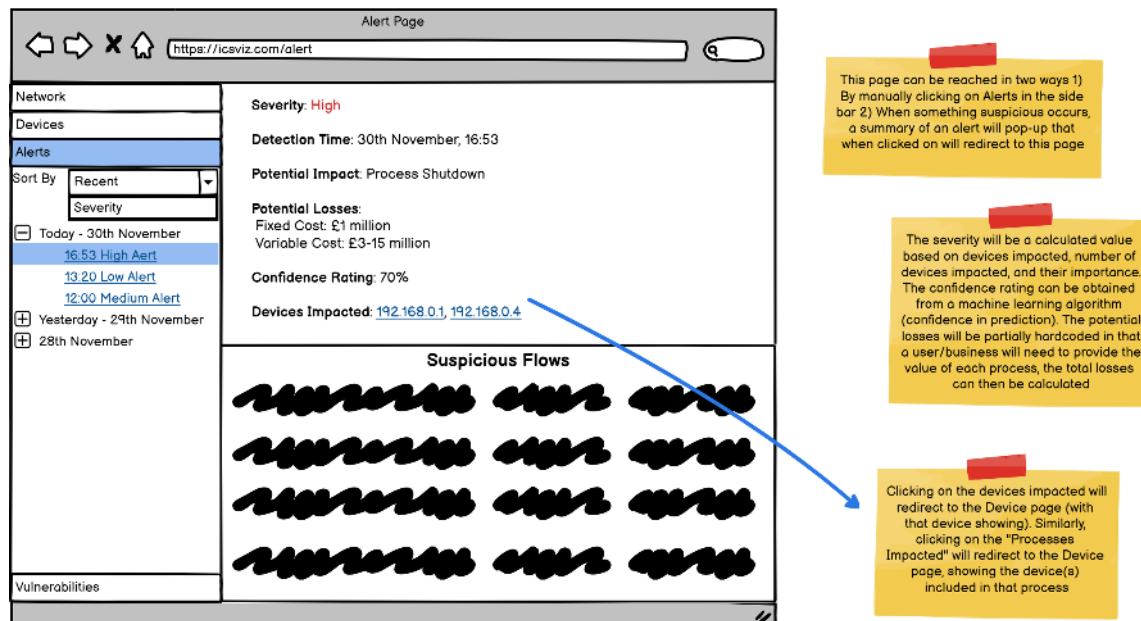 Alert Page
https://icsviz.com/alert
Network
Devices
Alerts
Sort By Recent
Severity
Today - 30th November
16:53 High Aert
13:20 Low Alert
12:00 Medium Alert
Yesterday - 29th November
28th November
Vulnerabilities
Severity: High
Detection Time: 30th November, 16:53
Potential Impact: Process Shutdown
Potential Losses:
Fixed Cost: £1 million
Variable Cost: £3-15 million
Confidence Rating: 70%
Devices Impacted: 192.168.0.1, 192.168.0.4
Suspicious Flows
This page can be reached in two ways 1)
By manually clicking on Alerts in the side
bar 2) When something suspicious occurs,
a summary of an alert will pop-up that
when clicked on will redirect to this page
The severity will be a calculated value
based on devices impacted, number of
devices impacted, and their importance.
The confidence rating can be obtained
from a machine learning algorithm
(confidence in prediction). The potential
losses will be partially hardcoded in that
a user/business will need to provide the
value of each process, the total losses
can then be calculated
Clicking on the devices impacted will
redirect to the Device page (with
that device showing). Similarly,
clicking on the "Processes
Impacted" will redirect to the Device
page, showing the device(s)
included in that process